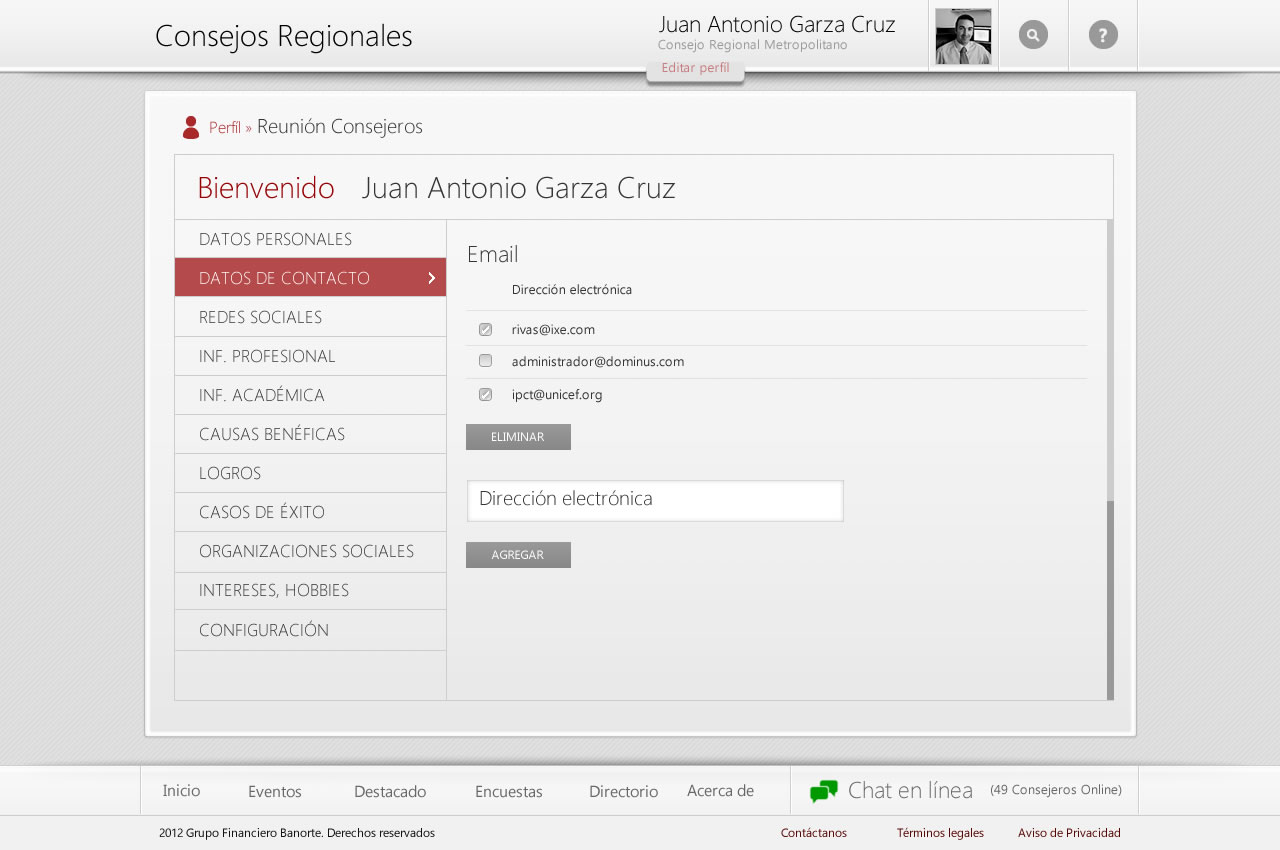 Consejos Regionales
Juan Antonio Garza Cruz
Consejo Regional Metropolitano
Editar perfil
?
Perfil » Reunión Consejeros
Bienvenido Juan Antonio Garza Cruz
DATOS PERSONALES
DATOS DE CONTACTO
REDES SOCIALES
INF. PROFESIONAL
INF. ACADÉMICA
CAUSAS BENÉFICAS
LOGROS
CASOS DE ÉXITO
ORGANIZACIONES SOCIALES
INTERESES, HOBBIES
CONFIGURACIÓN
Email
Dirección electrónica
rivas@ixe.com
administrador@dominus.com
ipct@unicef.org
ELIMINAR
Dirección electrónica
AGREGAR
Inicio Eventos Destacado Encuestas Directorio Acerca de
Chat en línea (49 Consejeros Online)
2012 Grupo Financiero Banorte. Derechos reservados
Contáctanos Términos legales Aviso de Privacidad